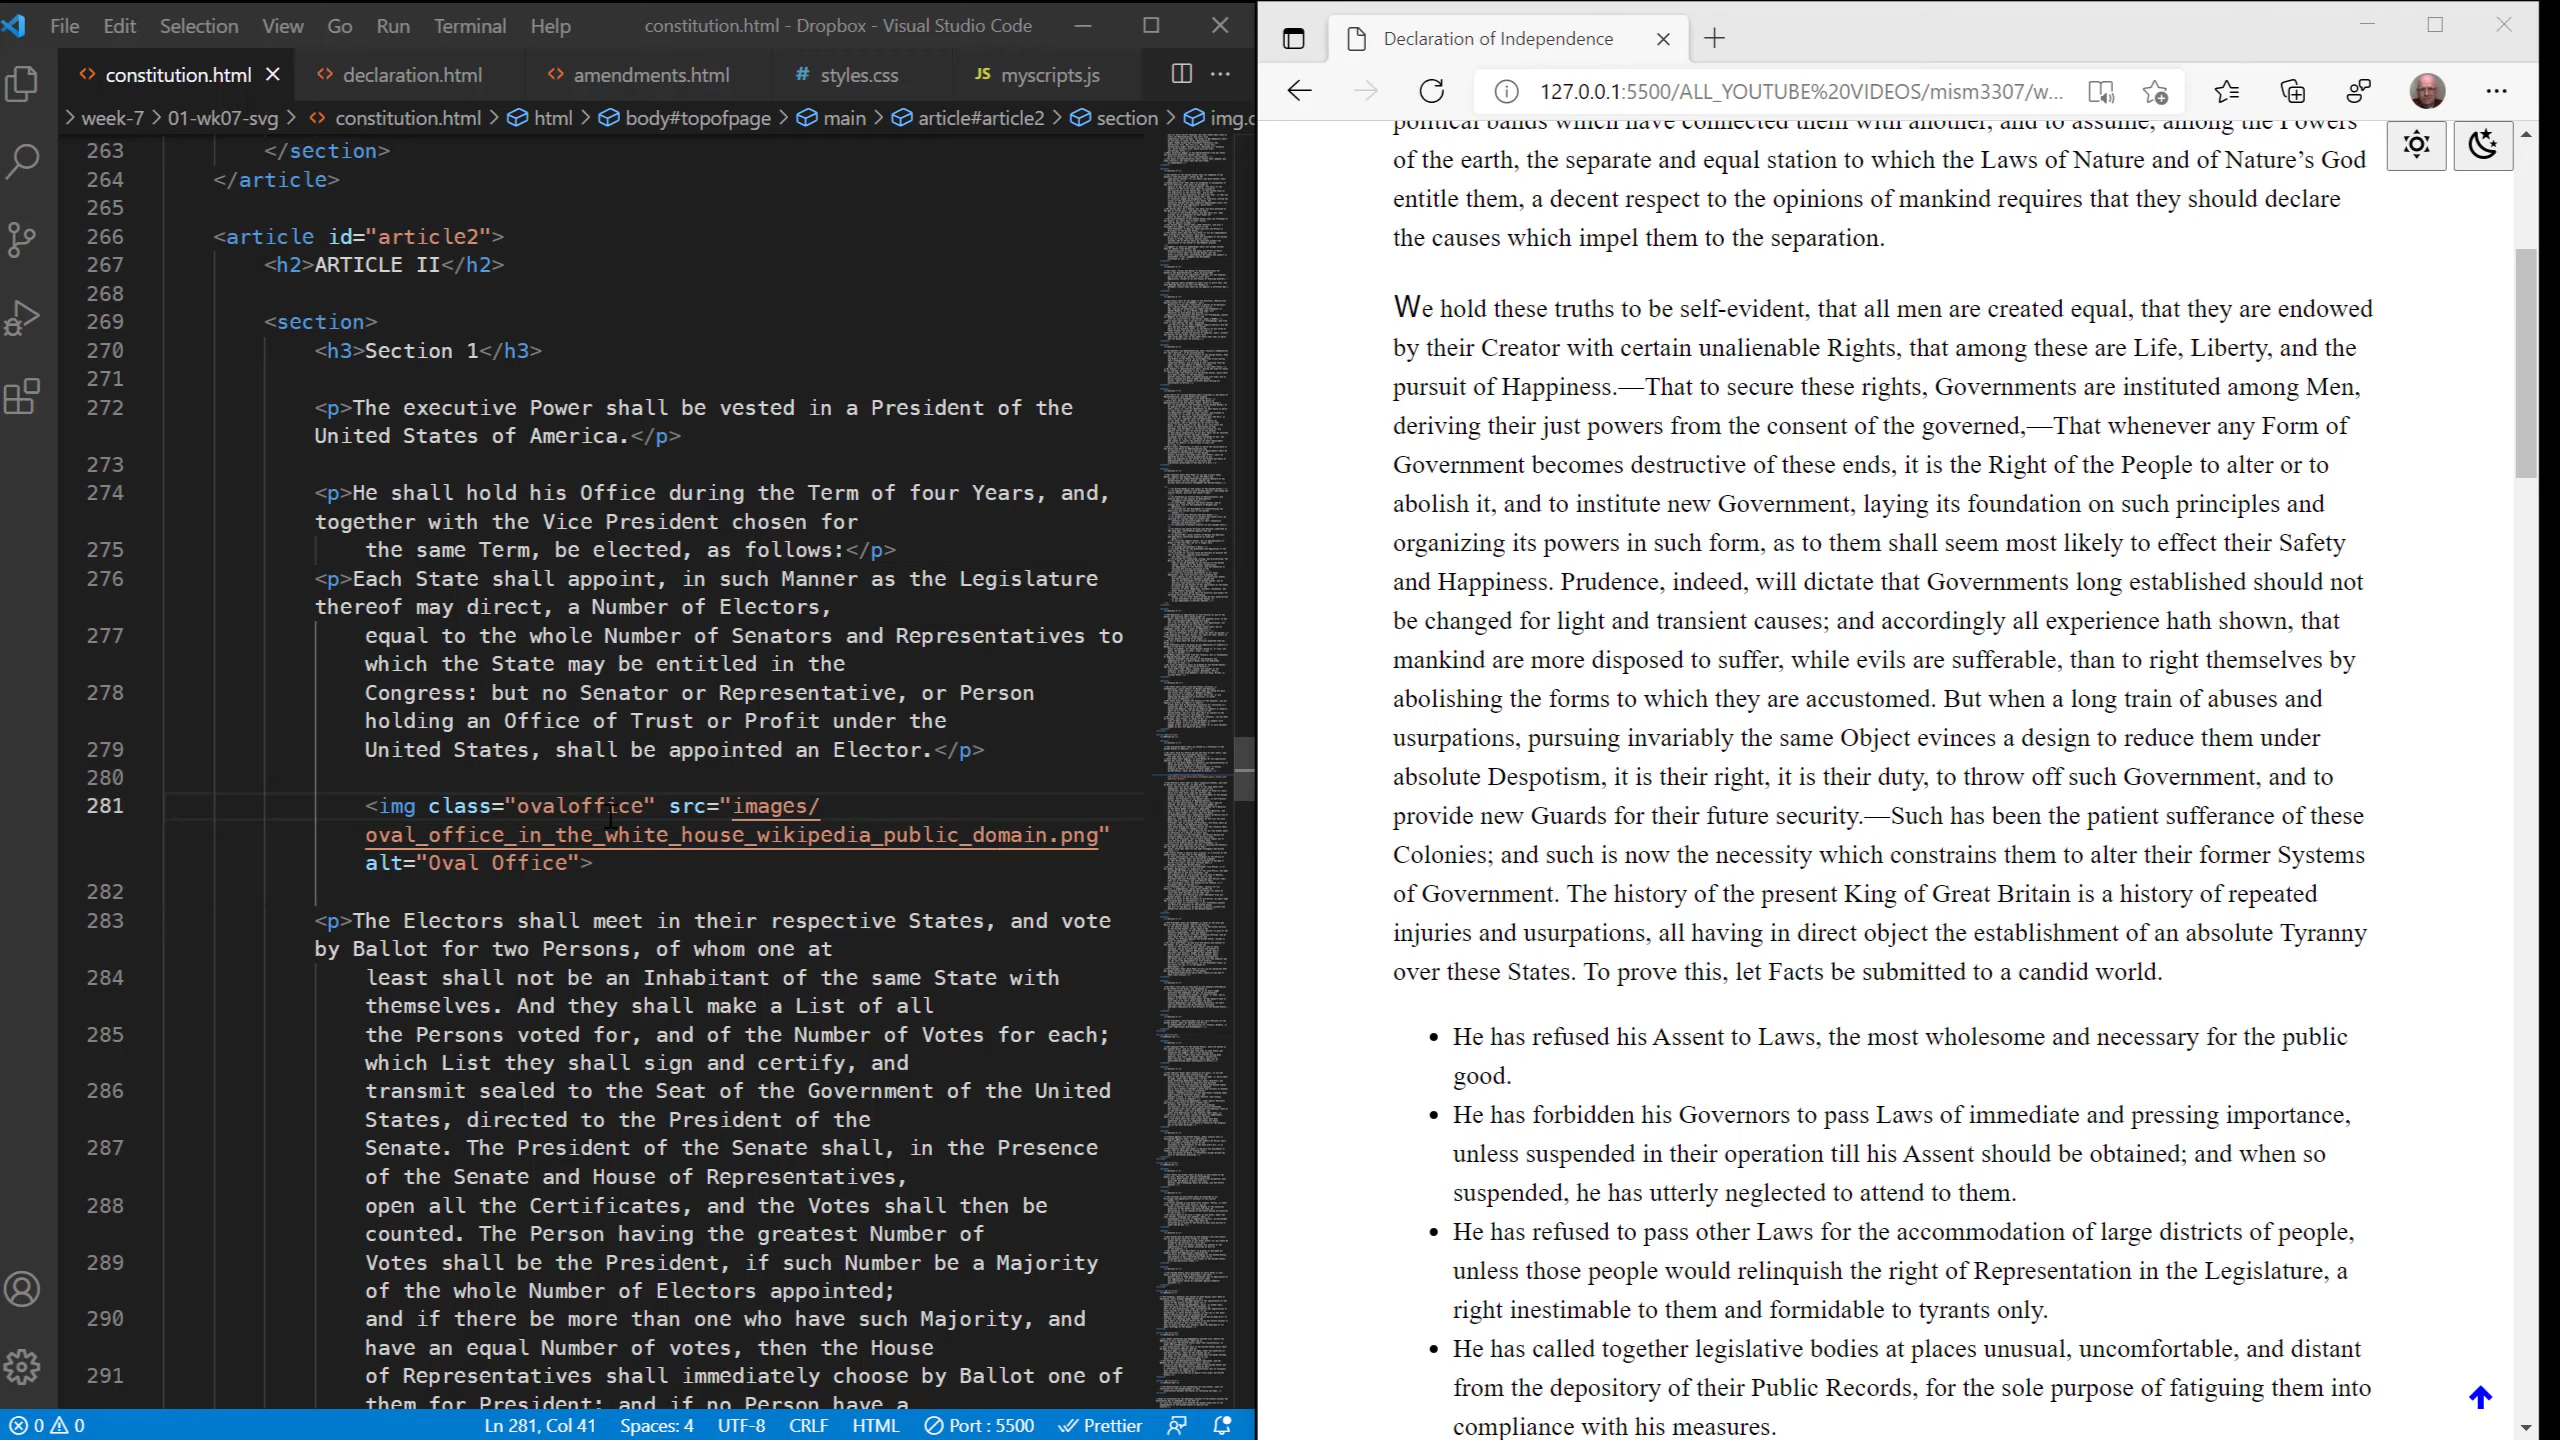 File Edit Selection View Go Run Terminal Help constitution.html - Dropbox - Visual Studio Code
constitution.html declaration.html amendments.html # styles.css JS myscripts.js
> week-7 > 01-wk07-svg > constitution.html > html > body#topofpage > main > article#article2 > section > img.c
263 </section>
264 </article>
265
266 <article id="article2">
267 <h2>ARTICLE II</h2>
268
269 <section>
270 <h3>Section 1</h3>
271
272 <p>The executive Power shall be vested in a President of the
United States of America.</p>
273
274 <p>He shall hold his Office during the Term of four Years, and,
together with the Vice President chosen for
275 the same Term, be elected, as follows:</p>
276 <p>Each State shall appoint, in such Manner as the Legislature
thereof may direct, a Number of Electors,
277 equal to the whole Number of Senators and Representatives to
which the State may be entitled in the
278 Congress: but no Senator or Representative, or Person
holding an Office of Trust or Profit under the
279 United States, shall be appointed an Elector.</p>
280
281 <img class="ovaloffice" src="images/
oval_office_in_the_white_house_wikipedia_public_domain.png"
alt="Oval Office">
282
283 <p>The Electors shall meet in their respective States, and vote
by Ballot for two Persons, of whom one at
284 least shall not be an Inhabitant of the same State with
themselves. And they shall make a List of all
285 the Persons voted for, and of the Number of Votes for each;
which List they shall sign and certify, and
286 transmit sealed to the Seat of the Government of the United
States, directed to the President of the
287 Senate. The President of the Senate shall, in the Presence
of the Senate and House of Representatives,
288 open all the Certificates, and the Votes shall then be
counted. The Person having the greatest Number of
289 Votes shall be the President, if such Number be a Majority
of the whole Number of Electors appointed;
290 and if there be more than one who have such Majority, and
have an equal Number of votes, then the House
291 of Representatives shall immediately choose by Ballot one of
them for President; and if no Person have a
0 0 Ln 281, Col 41 Spaces: 4 UTF-8 CRLF HTML Port : 5500 Prettier
Declaration of Independence
127.0.0.1:5500/ALL_YOUTUBE%20VIDEOS/mism3307/w...
political bands which have connected them with another, and to assume, among the Powers
of the earth, the separate and equal station to which the Laws of Nature and of Nature’s God
entitle them, a decent respect to the opinions of mankind requires that they should declare
the causes which impel them to the separation.
We hold these truths to be self-evident, that all men are created equal, that they are endowed
by their Creator with certain unalienable Rights, that among these are Life, Liberty, and the
pursuit of Happiness.—That to secure these rights, Governments are instituted among Men,
deriving their just powers from the consent of the governed,—That whenever any Form of
Government becomes destructive of these ends, it is the Right of the People to alter or to
abolish it, and to institute new Government, laying its foundation on such principles and
organizing its powers in such form, as to them shall seem most likely to effect their Safety
and Happiness. Prudence, indeed, will dictate that Governments long established should not
be changed for light and transient causes; and accordingly all experience hath shown, that
mankind are more disposed to suffer, while evils are sufferable, than to right themselves by
abolishing the forms to which they are accustomed. But when a long train of abuses and
usurpations, pursuing invariably the same Object evinces a design to reduce them under
absolute Despotism, it is their right, it is their duty, to throw off such Government, and to
provide new Guards for their future security.—Such has been the patient sufferance of these
Colonies; and such is now the necessity which constrains them to alter their former Systems
of Government. The history of the present King of Great Britain is a history of repeated
injuries and usurpations, all having in direct object the establishment of an absolute Tyranny
over these States. To prove this, let Facts be submitted to a candid world.
• He has refused his Assent to Laws, the most wholesome and necessary for the public
good.
• He has forbidden his Governors to pass Laws of immediate and pressing importance,
unless suspended in their operation till his Assent should be obtained; and when so
suspended, he has utterly neglected to attend to them.
• He has refused to pass other Laws for the accommodation of large districts of people,
unless those people would relinquish the right of Representation in the Legislature, a
right inestimable to them and formidable to tyrants only.
• He has called together legislative bodies at places unusual, uncomfortable, and distant
from the depository of their Public Records, for the sole purpose of fatiguing them into
compliance with his measures.